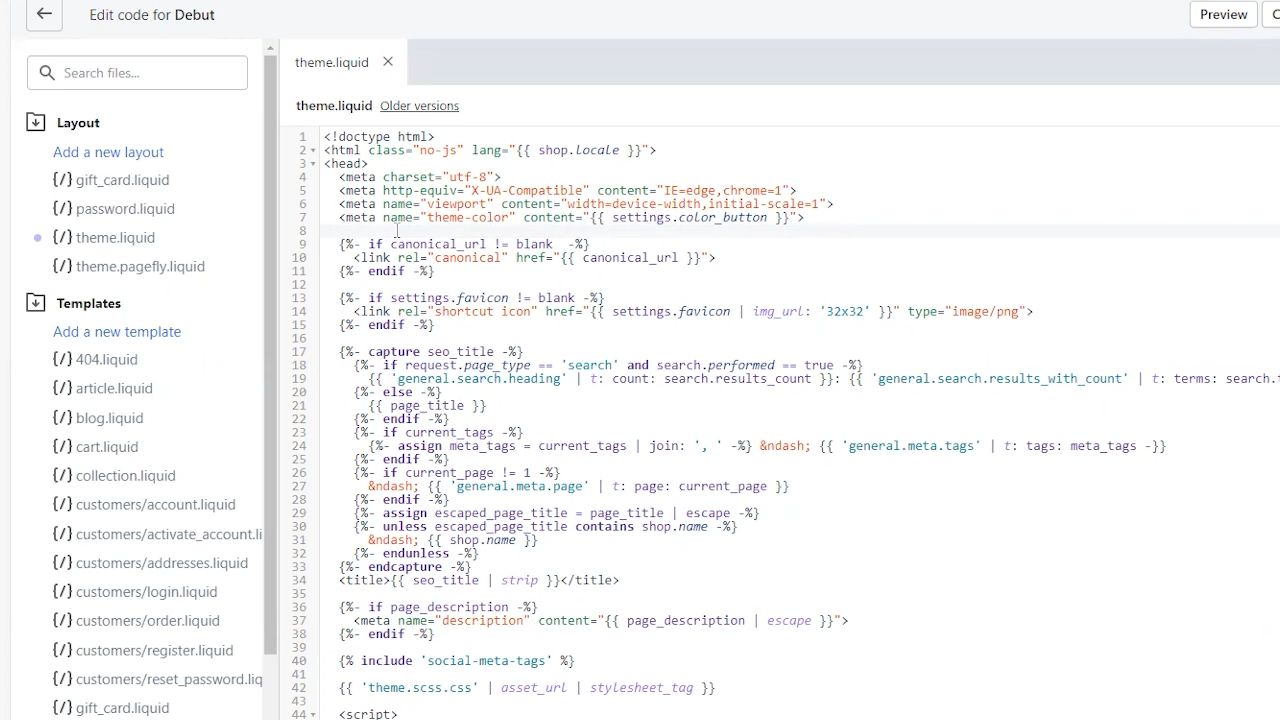 Edit code for Debut
Preview
Search files...
Layout
Add a new layout
{/} gift_card.liquid
{/} password.liquid
{/} theme.liquid
{/} theme.pagefly.liquid
Templates
Add a new template
{/} 404.liquid
{/} article.liquid
{/} blog.liquid
{/} cart.liquid
{/} collection.liquid
{/} customers/account.liquid
{/} customers/activate_account.li
{/} customers/addresses.liquid
{/} customers/login.liquid
{/} customers/order.liquid
{/} customers/register.liquid
{/} customers/reset_password.liq
{/} gift_card.liquid
theme.liquid
theme.liquid Older versions
1 <!doctype html>
2 <html class="no-js" lang="{{ shop.locale }}">
3 <head>
4 <meta charset="utf-8">
5 <meta http-equiv="X-UA-Compatible" content="IE=edge,chrome=1">
6 <meta name="viewport" content="width=device-width,initial-scale=1">
7 <meta name="theme-color" content="{{ settings.color_button }}">
8
9 {%- if canonical_url != blank -%}
10 <link rel="canonical" href="{{ canonical_url }}">
11 {%- endif -%}
12
13 {%- if settings.favicon != blank -%}
14 <link rel="shortcut icon" href="{{ settings.favicon | img_url: '32x32' }}" type="image/png">
15 {%- endif -%}
16
17 {%- capture seo_title -%}
18 {%- if request.page_type == 'search' and search.performed == true -%}
19 {{ 'general.search.heading' | t: count: search.results_count }}: {{ 'general.search.results_with_count' | t: terms: search.t
20 {%- else -%}
21 {{ page_title }}
22 {%- endif -%}
23 {%- if current_tags -%}
24 {%- assign meta_tags = current_tags | join: ', ' -%} &ndash; {{ 'general.meta.tags' | t: tags: meta_tags -}}
25 {%- endif -%}
26 {%- if current_page != 1 -%}
27 &ndash; {{ 'general.meta.page' | t: page: current_page }}
28 {%- endif -%}
29 {%- assign escaped_page_title = page_title | escape -%}
30 {%- unless escaped_page_title contains shop.name -%}
31 &ndash; {{ shop.name }}
32 {%- endunless -%}
33 {%- endcapture -%}
34 <title>{{ seo_title | strip }}</title>
35
36 {%- if page_description -%}
37 <meta name="description" content="{{ page_description | escape }}">
38 {%- endif -%}
39
40 {% include 'social-meta-tags' %}
41
42 {{ 'theme.scss.css' | asset_url | stylesheet_tag }}
43
44 <script>